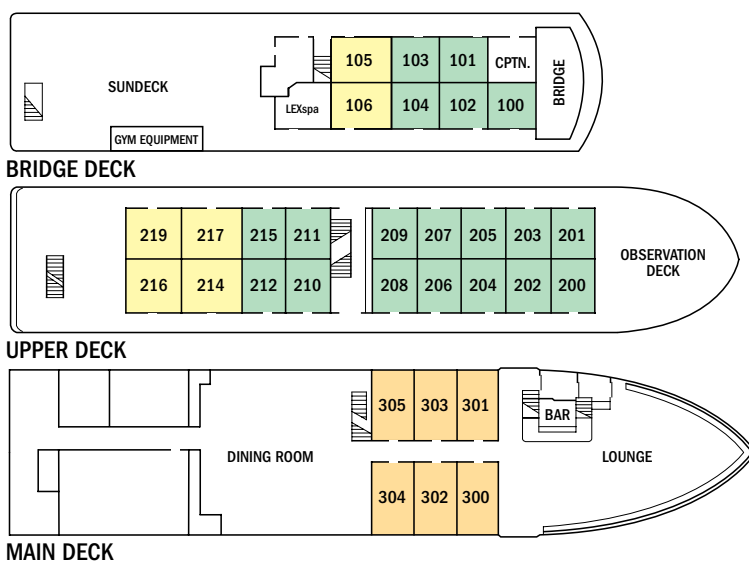 105 103 101 CPTN.
SUNDECK
BRIDGE
LEXspa 106 104 102 100
GYM EQUIPMENT
BRIDGE DECK
219 217 215 211 209 207 205 203 201
OBSERVATION
DECK
216 214 212 210 208 206 204 202 200
UPPER DECK
305 303 301
BAR
DINING ROOM
LOUNGE
304 302 300
MAIN DECK